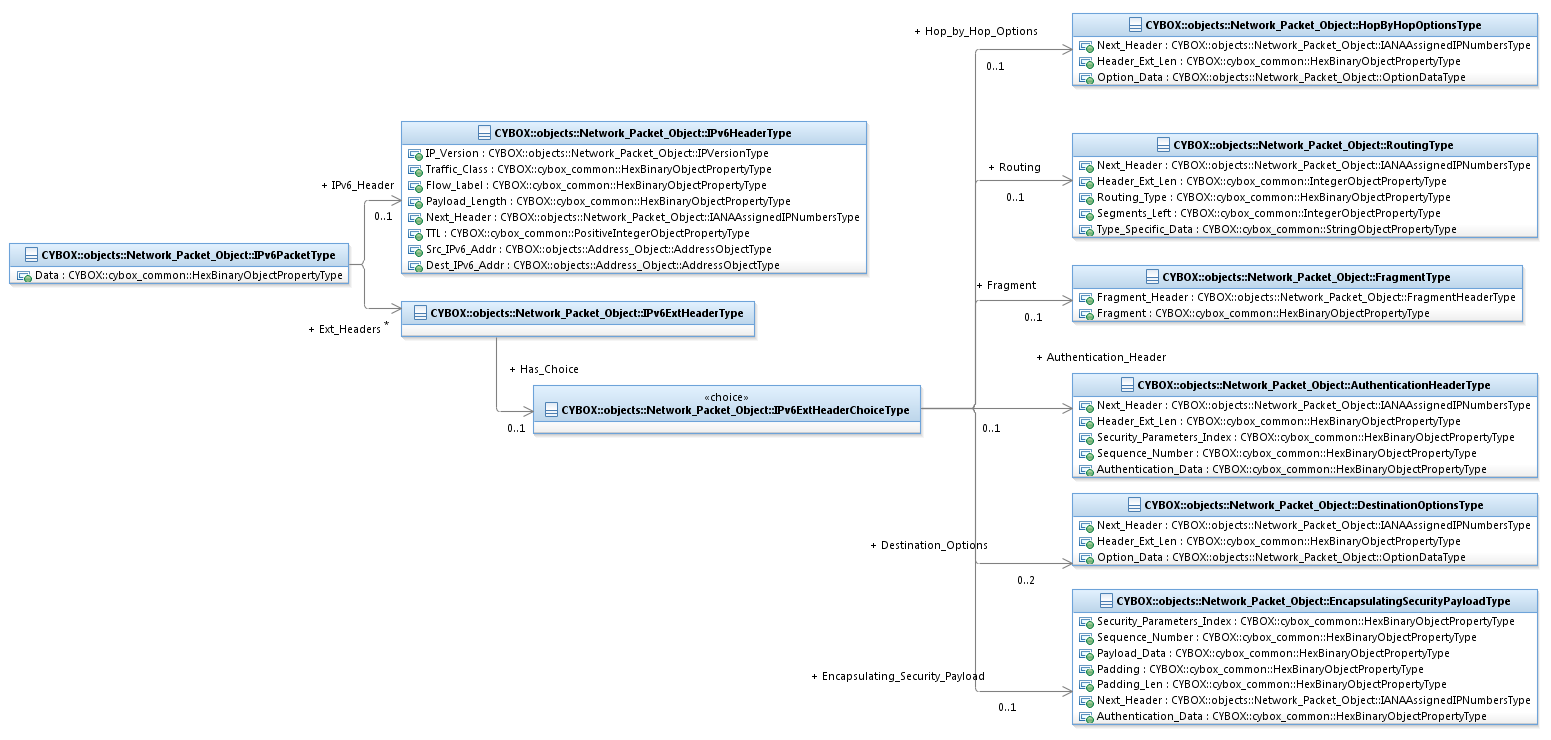 + Hop_by_Hop_Options
0..1
CYBOX::objects::Network_Packet_Object::HopByHopOptionsType
Next_Header : CYBOX::objects::Network_Packet_Object::IANAAssignedIPNumbersType
Header_Ext_Len : CYBOX::cybox_common::HexBinaryObjectPropertyType
Option_Data : CYBOX::objects::Network_Packet_Object::OptionDataType
CYBOX::objects::Network_Packet_Object::IPv6HeaderType
IP_Version : CYBOX::objects::Network_Packet_Object::IPVersionType
Traffic_Class : CYBOX::cybox_common::HexBinaryObjectPropertyType
Flow_Label : CYBOX::cybox_common::HexBinaryObjectPropertyType
Payload_Length : CYBOX::cybox_common::HexBinaryObjectPropertyType
Next_Header : CYBOX::objects::Network_Packet_Object::IANAAssignedIPNumbersType
TTL : CYBOX::cybox_common::PositiveIntegerObjectPropertyType
Src_IPv6_Addr : CYBOX::objects::Address_Object::AddressObjectType
Dest_IPv6_Addr : CYBOX::objects::Address_Object::AddressObjectType
+ IPv6_Header
0..1
+ Routing
0..1
CYBOX::objects::Network_Packet_Object::RoutingType
Next_Header : CYBOX::objects::Network_Packet_Object::IANAAssignedIPNumbersType
Header_Ext_Len : CYBOX::cybox_common::IntegerObjectPropertyType
Routing_Type : CYBOX::cybox_common::HexBinaryObjectPropertyType
Segments_Left : CYBOX::cybox_common::IntegerObjectPropertyType
Type_Specific_Data : CYBOX::cybox_common::StringObjectPropertyType
CYBOX::objects::Network_Packet_Object::IPv6PacketType
Data : CYBOX::cybox_common::HexBinaryObjectPropertyType
+ Ext_Headers
*
CYBOX::objects::Network_Packet_Object::IPv6ExtHeaderType
+ Fragment
0..1
CYBOX::objects::Network_Packet_Object::FragmentType
Fragment_Header : CYBOX::objects::Network_Packet_Object::FragmentHeaderType
Fragment : CYBOX::cybox_common::HexBinaryObjectPropertyType
+ Has_Choice
0..1
«choice»
CYBOX::objects::Network_Packet_Object::IPv6ExtHeaderChoiceType
+ Authentication_Header
0..1
CYBOX::objects::Network_Packet_Object::AuthenticationHeaderType
Next_Header : CYBOX::objects::Network_Packet_Object::IANAAssignedIPNumbersType
Header_Ext_Len : CYBOX::cybox_common::HexBinaryObjectPropertyType
Security_Parameters_Index : CYBOX::cybox_common::HexBinaryObjectPropertyType
Sequence_Number : CYBOX::cybox_common::HexBinaryObjectPropertyType
Authentication_Data : CYBOX::cybox_common::HexBinaryObjectPropertyType
+ Destination_Options
0..2
CYBOX::objects::Network_Packet_Object::DestinationOptionsType
Next_Header : CYBOX::objects::Network_Packet_Object::IANAAssignedIPNumbersType
Header_Ext_Len : CYBOX::cybox_common::HexBinaryObjectPropertyType
Option_Data : CYBOX::objects::Network_Packet_Object::OptionDataType
+ Encapsulating_Security_Payload
0..1
CYBOX::objects::Network_Packet_Object::EncapsulatingSecurityPayloadType
Security_Parameters_Index : CYBOX::cybox_common::HexBinaryObjectPropertyType
Sequence_Number : CYBOX::cybox_common::HexBinaryObjectPropertyType
Payload_Data : CYBOX::cybox_common::HexBinaryObjectPropertyType
Padding : CYBOX::cybox_common::HexBinaryObjectPropertyType
Padding_Len : CYBOX::cybox_common::HexBinaryObjectPropertyType
Next_Header : CYBOX::objects::Network_Packet_Object::IANAAssignedIPNumbersType
Authentication_Data : CYBOX::cybox_common::HexBinaryObjectPropertyType